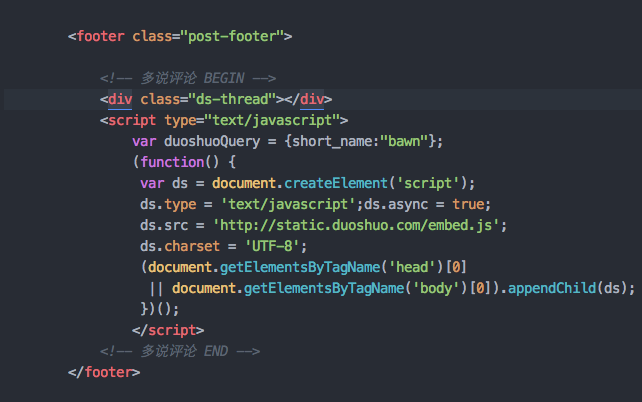 <footer class="post-footer">
<!-- 多说评论 BEGIN -->
<div class="ds-thread"></div>
<script type="text/javascript">
var duoshuoQuery = {short_name:"bawn"};
(function() {
var ds = document.createElement('script');
ds.type = 'text/javascript';ds.async = true;
ds.src = 'http://static.duoshuo.com/embed.js';
ds.charset = 'UTF-8';
(document.getElementsByTagName('head')[0]
|| document.getElementsByTagName('body')[0]).appendChild(ds);
})();
</script>
<!-- 多说评论 END -->
</footer>